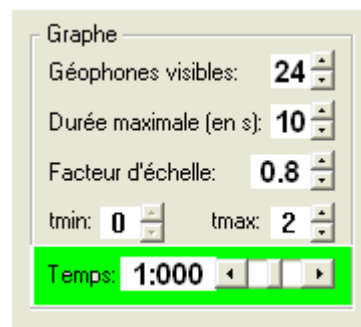 Graphe
Géophones visibles: 24
Durée maximale (en s): 10
Facteur d'échelle: 0.8
tmin: 0 tmax: 2
Temps: 1:000